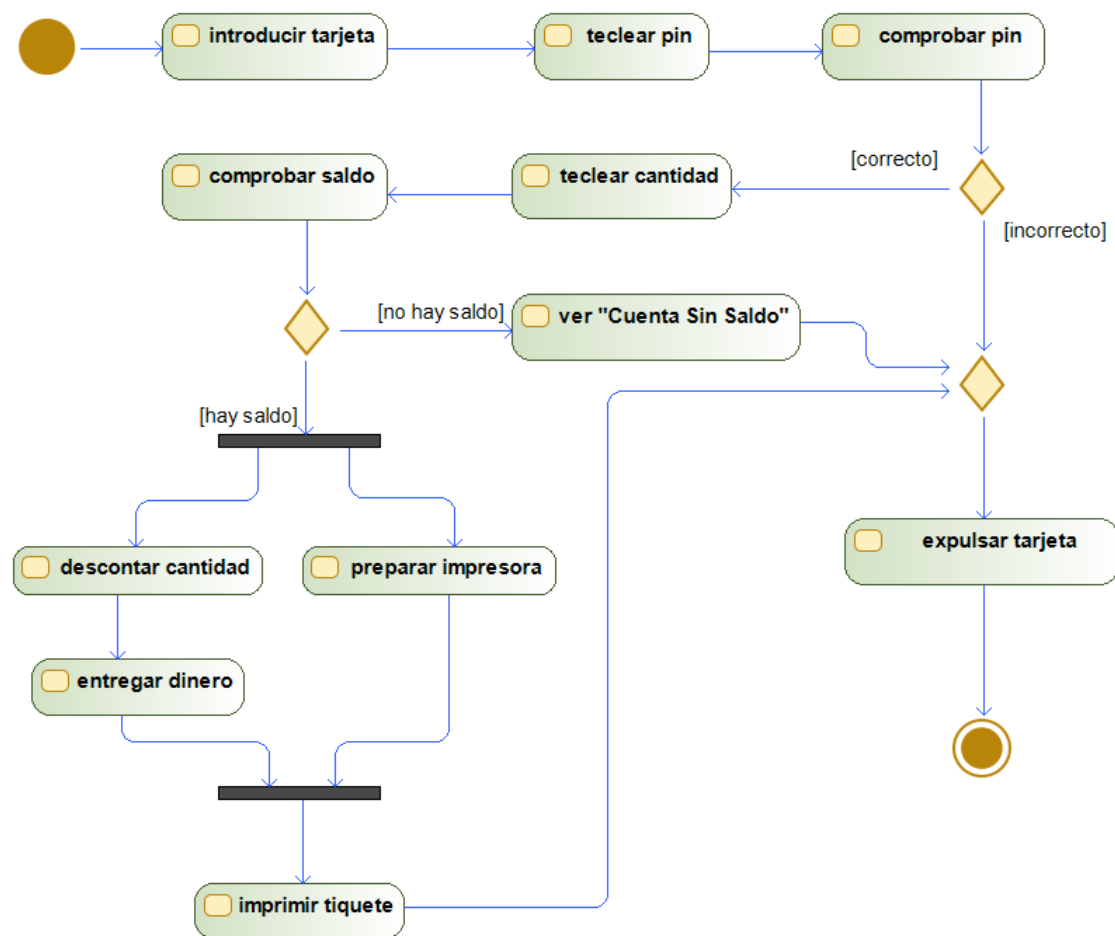 introducir tarjeta
teclear pin
comprobar pin
[correcto]
comprobar saldo
teclear cantidad
[incorrecto]
[no hay saldo]
ver "Cuenta Sin Saldo"
[hay saldo]
descontar cantidad
preparar impresora
expulsar tarjeta
entregar dinero
imprimir tiquete